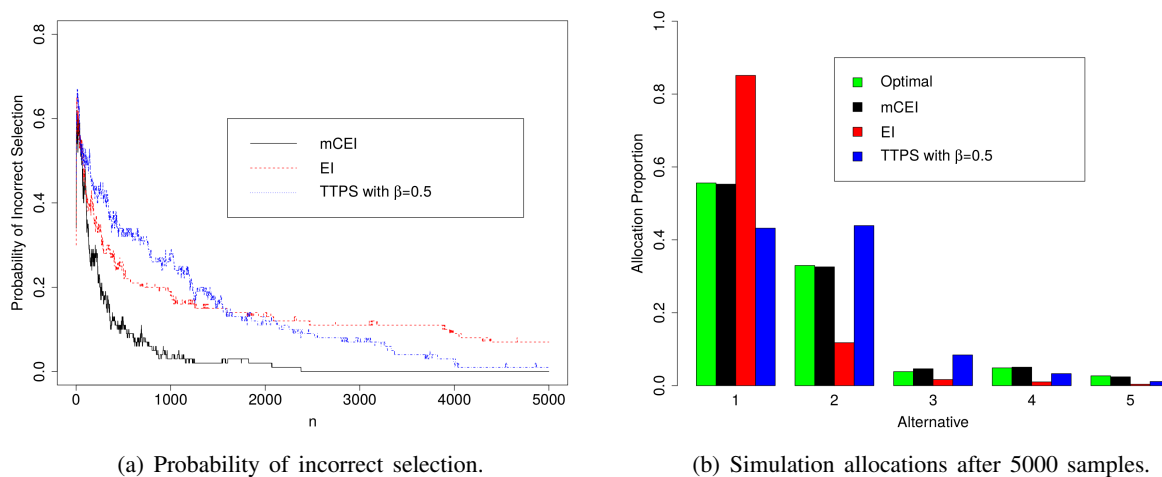 Probability of Incorrect Selection
0.8
0.6
0.4
0.2
0.0
mCEI
EI
TTPS with β=0.5
0
1000
2000
3000
4000
5000
n
(a) Probability of incorrect selection.
Allocation Proportion
1.0
0.8
0.6
0.4
0.2
0.0
Optimal
mCEI
EI
TTPS with β=0.5
1
2
3
4
5
Alternative
(b) Simulation allocations after 5000 samples.